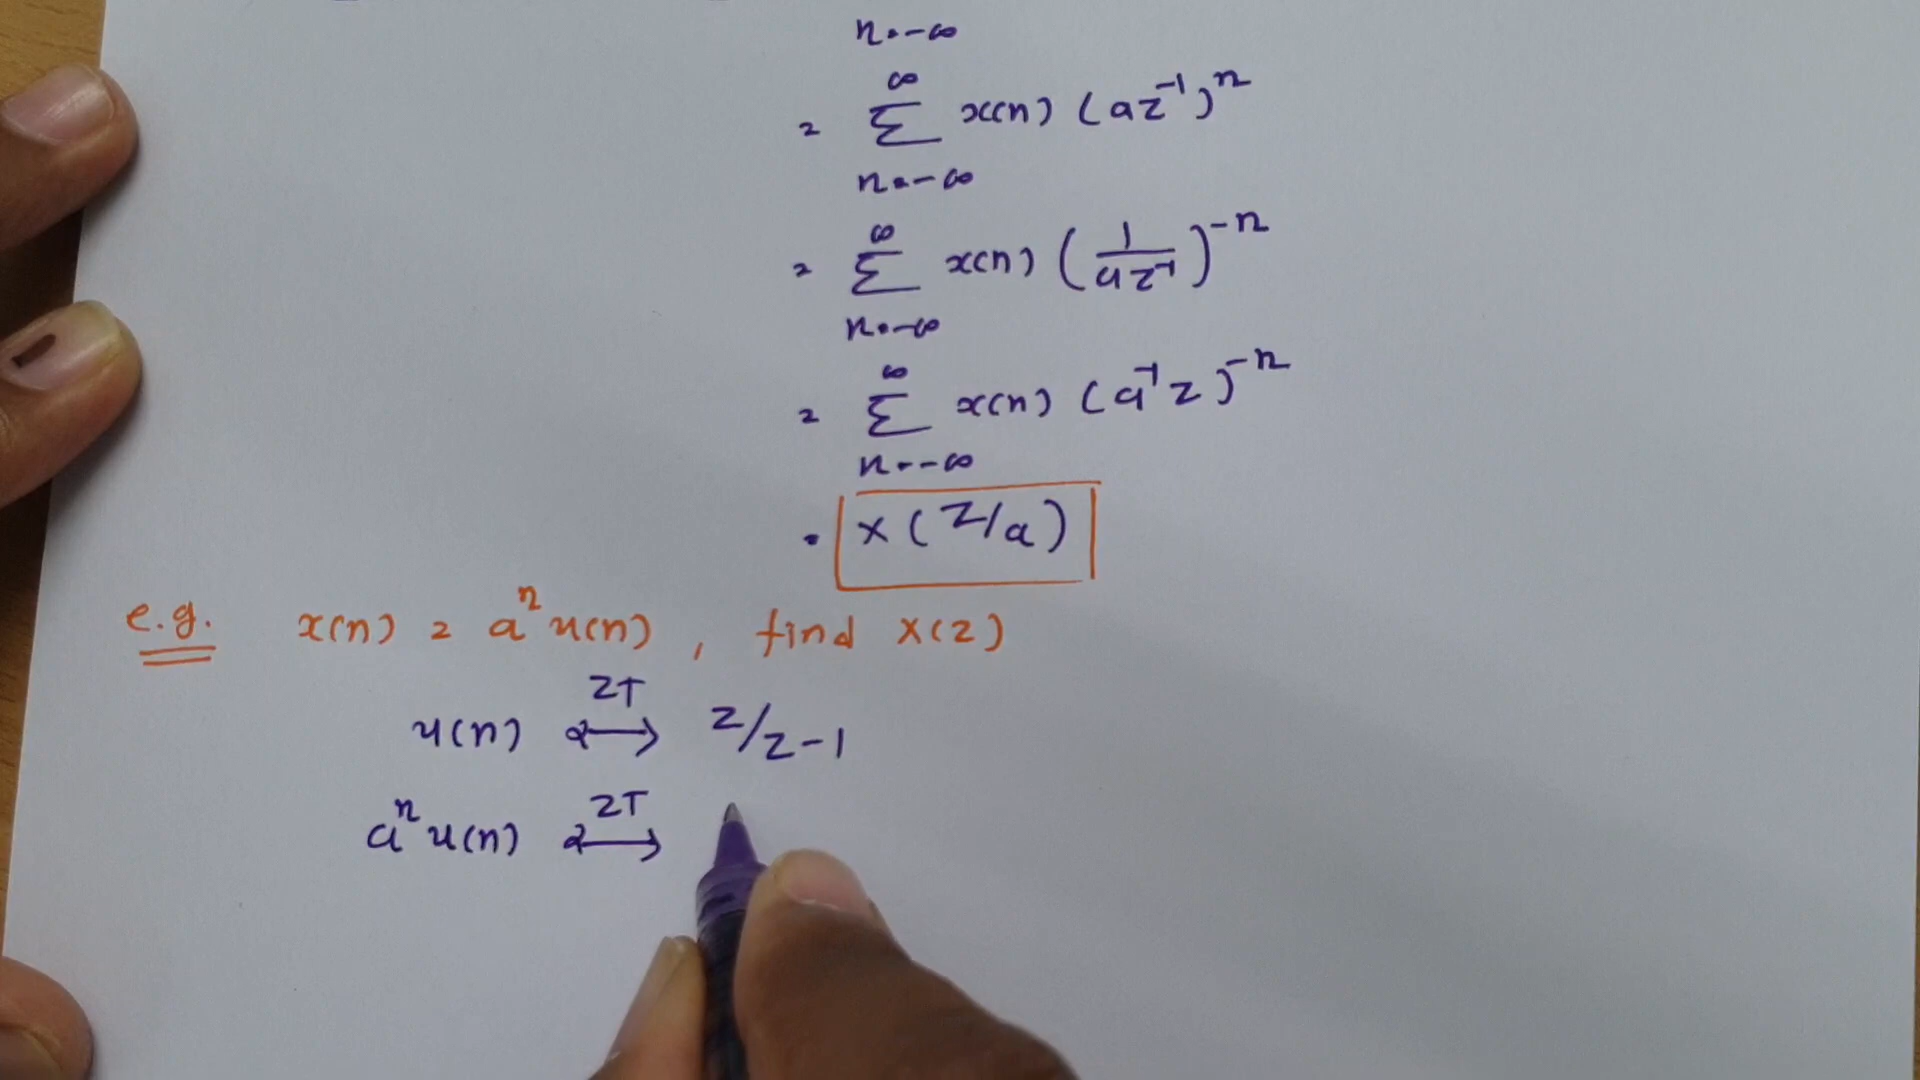 n=-∞
= ∞ Σ x(n) (az⁻¹)ⁿ
n=-∞
= ∞ Σ x(n) (1/az⁻¹)⁻ⁿ
n=-∞
= ∞ Σ x(n) (a⁻¹z)⁻ⁿ
n=-∞
= X(Z/a)
e.g. x(n) = aⁿu(n), find X(Z)
ZT
u(n) ↔ Z/Z-1
ZT
aⁿu(n) ↔